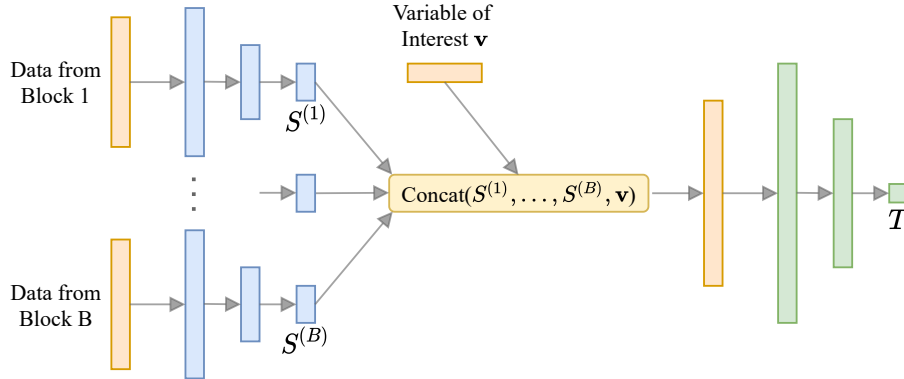 Variable of
Interest v
Data from
Block 1
S^{(1)}
⋮
Concat(S^{(1)}, . . . , S^{(B)}, v)
T
Data from
Block B
S^{(B)}